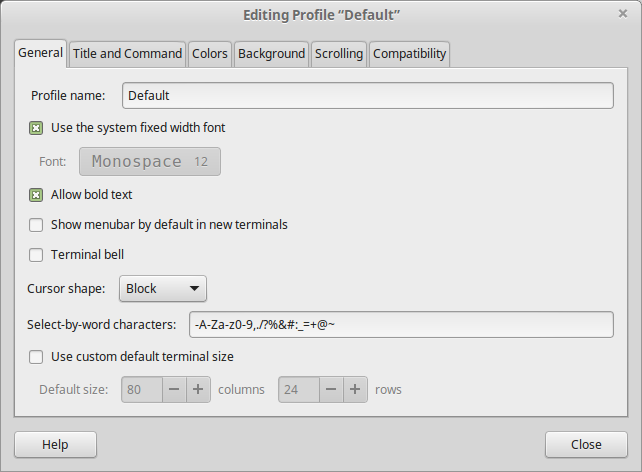 Editing Profile “Default”
General Title and Command Colors Background Scrolling Compatibility
Profile name: Default
Use the system fixed width font
Font: Monospace 12
Allow bold text
Show menubar by default in new terminals
Terminal bell
Cursor shape: Block
Select-by-word characters: -A-Za-z0-9,./?%&#:_=+@~
Use custom default terminal size
Default size: 80 − + columns 24 − + rows
Help Close